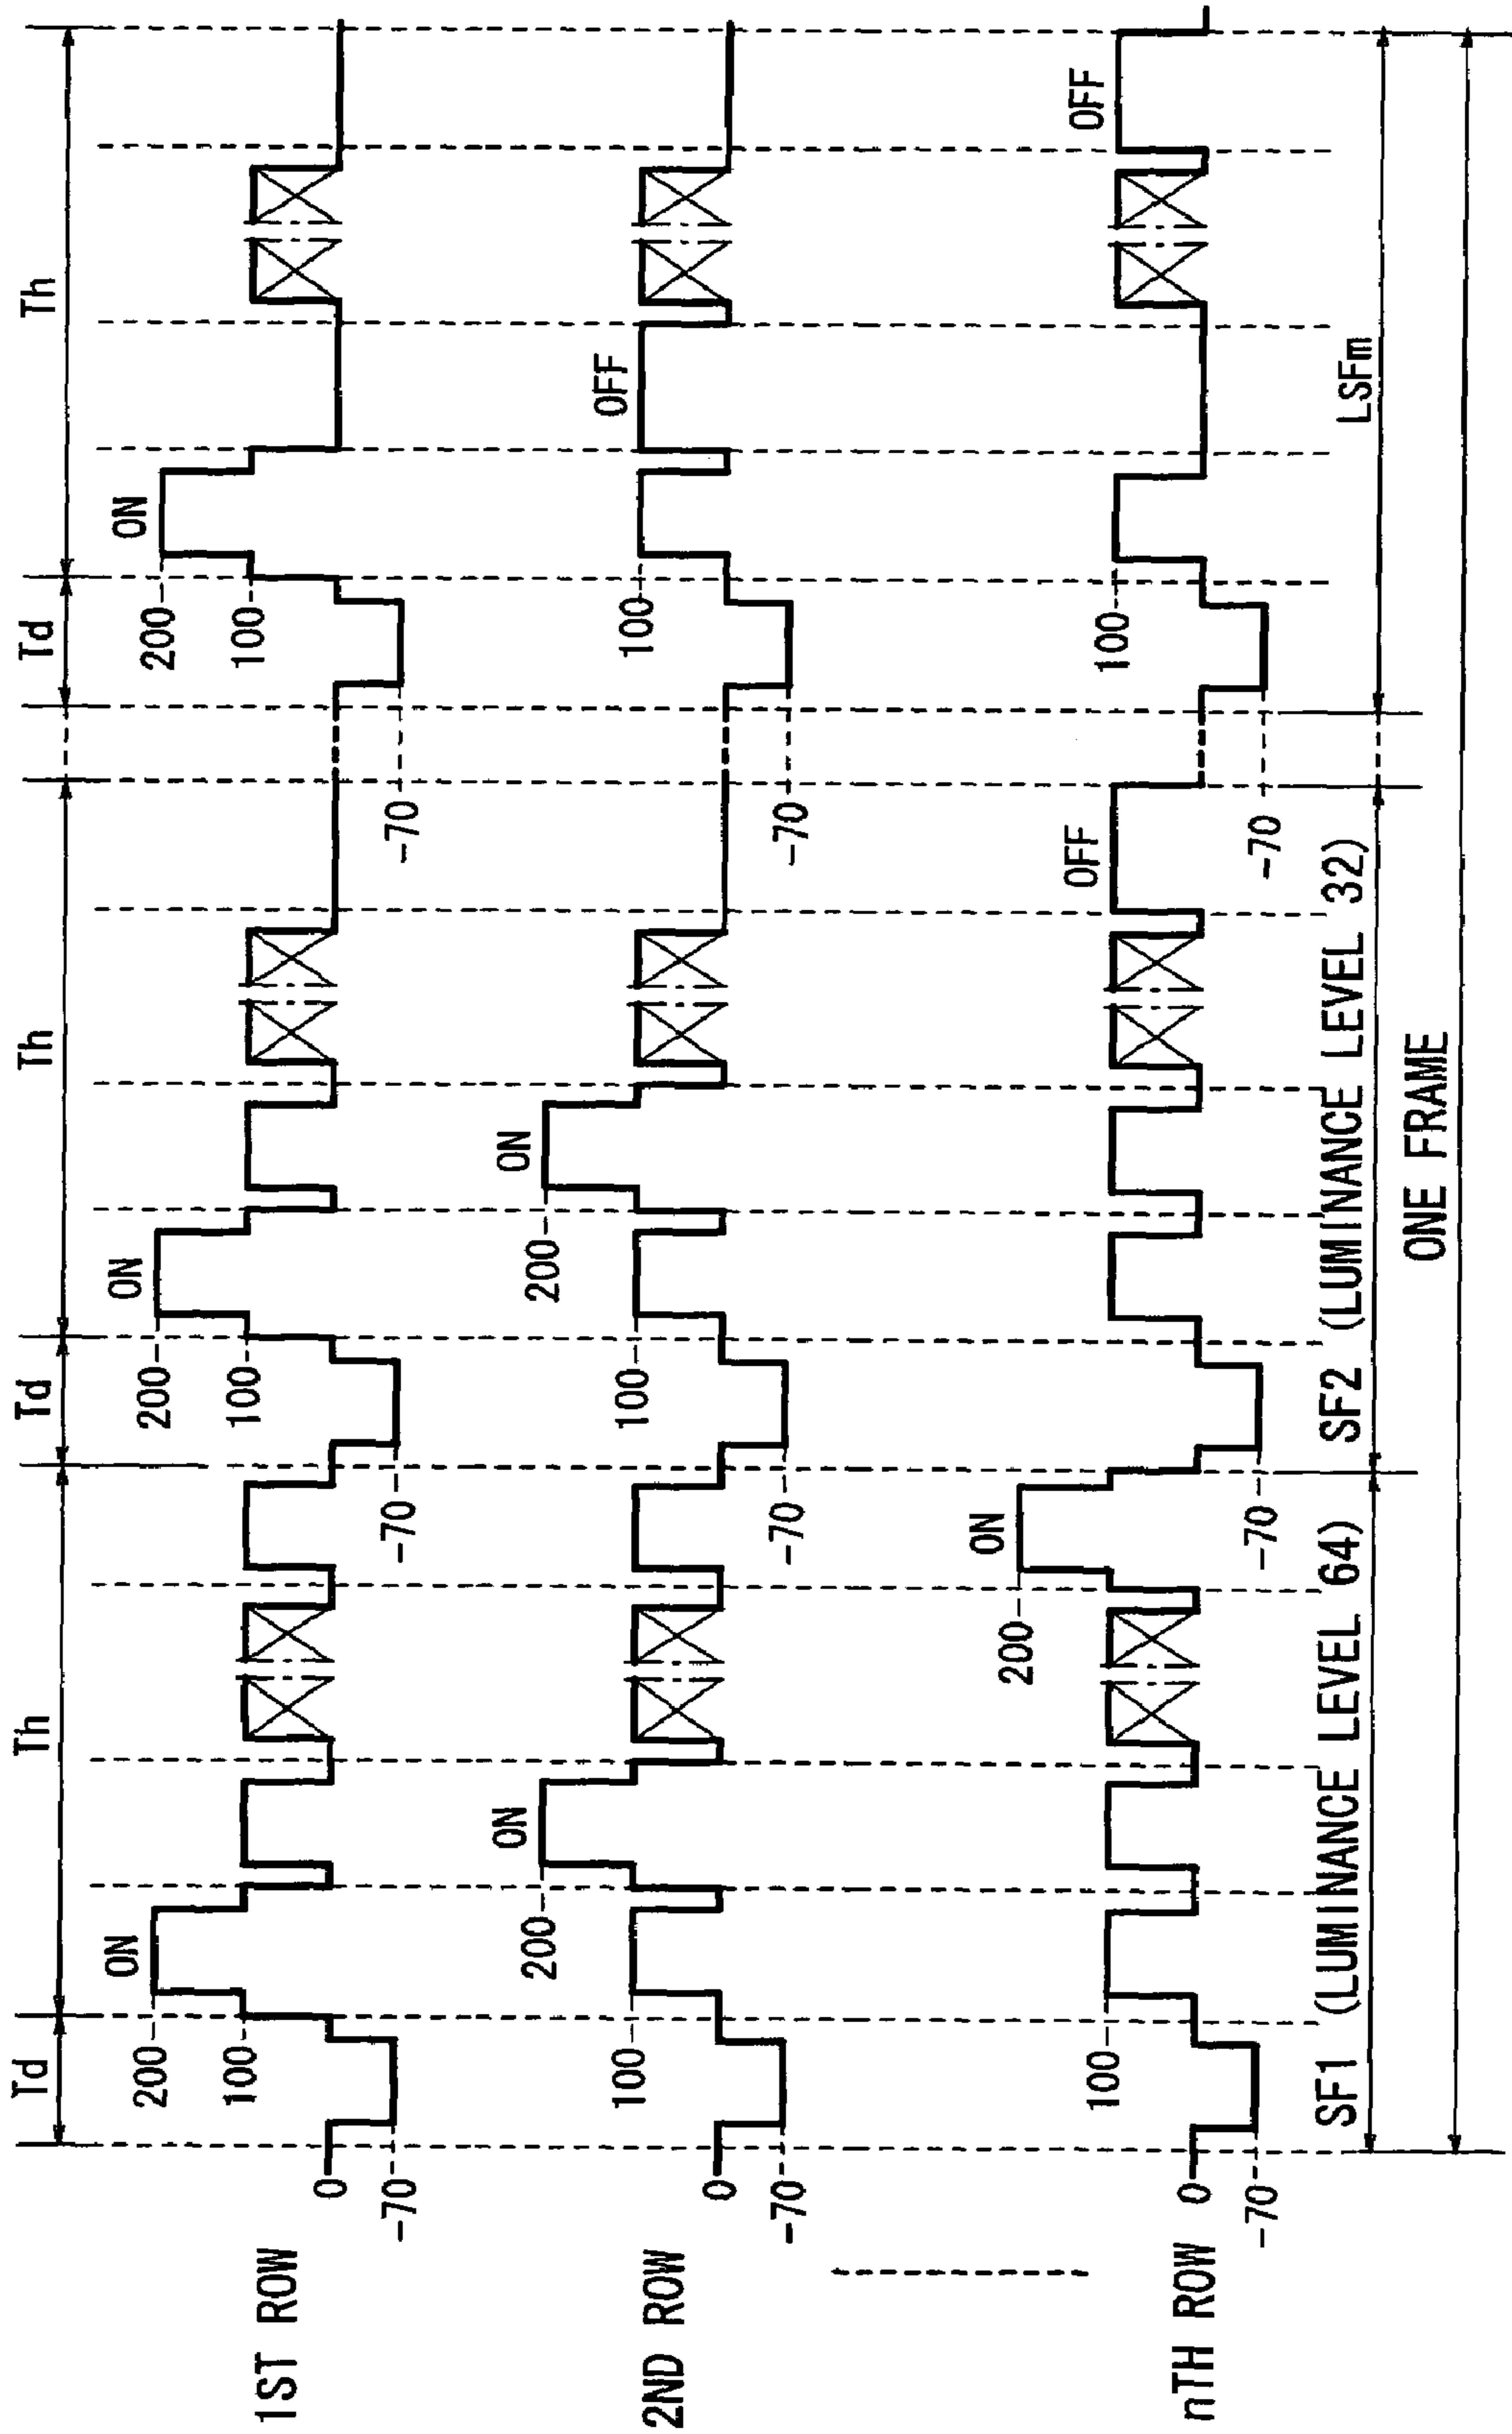 Td Th Td Th Td Th
1ST ROW
ON ON ON
200 200 200
100 100 100
0
-70 -70 -70
2ND ROW
ON ON OFF
200 200
100 100 100
0
-70 -70 -70
nTH ROW
ON OFF OFF
200
100 100
0
-70 -70 -70
SF1 (LUMINANCE LEVEL 64) SF2 (LUMINANCE LEVEL 32) LSFm
ONE FRAME